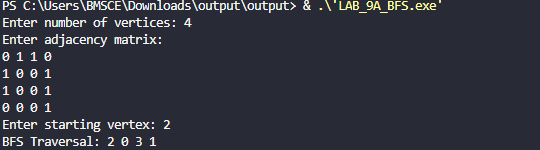 PS C:\Users\BMSCE\Downloads\output\output> & .\'LAB_9A_BFS.exe'
Enter number of vertices: 4
Enter adjacency matrix:
0 1 1 0
1 0 0 1
1 0 0 1
0 0 0 1
Enter starting vertex: 2
BFS Traversal: 2 0 3 1